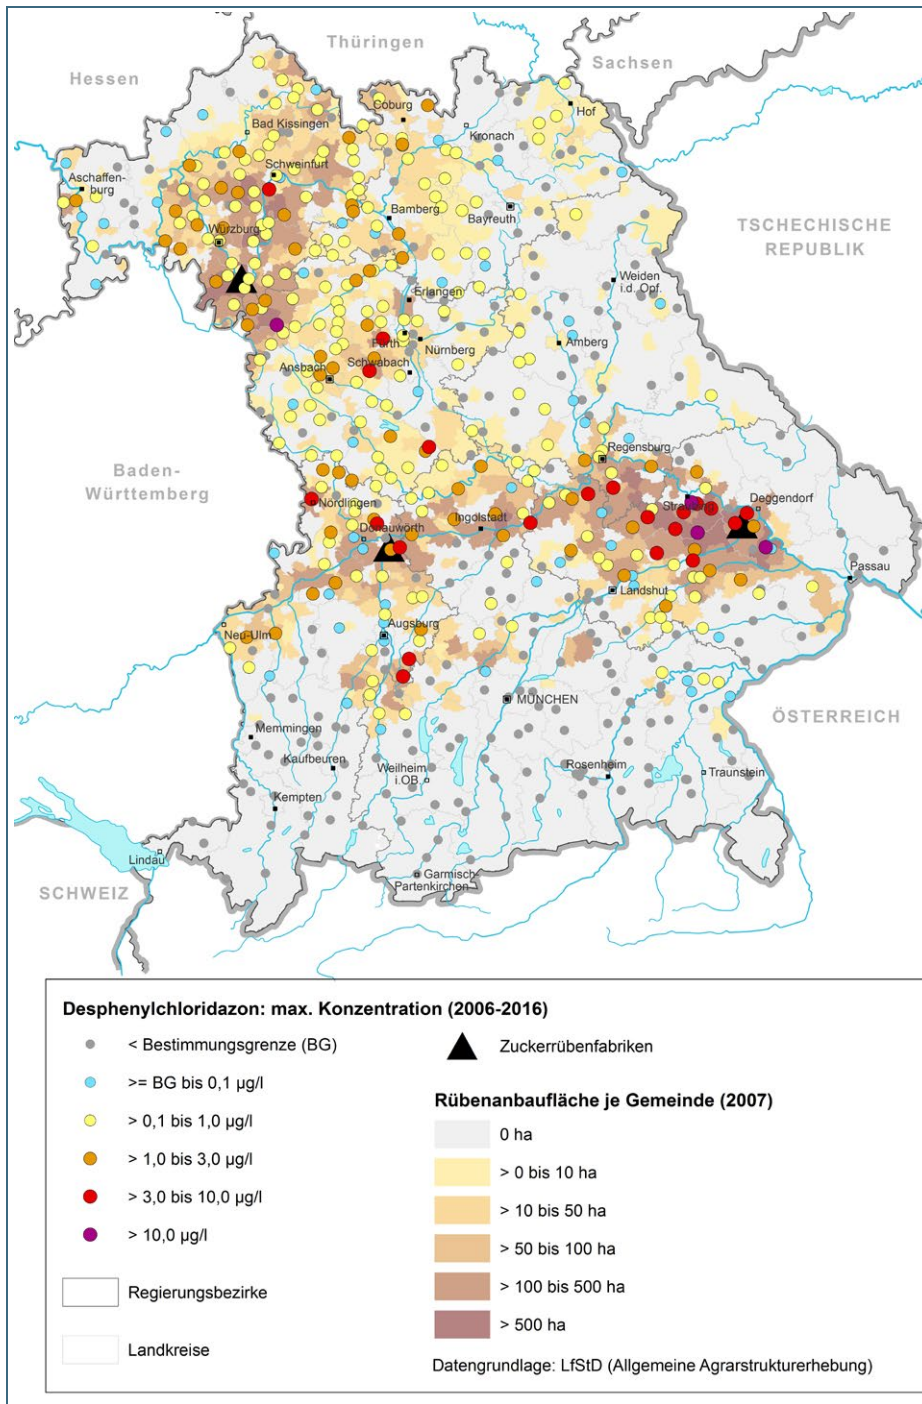 Thüringen
Sachsen
Hessen
Coburg
Hof
Bad Kissingen
Kronach
Aschaffen-
burg
Schweinfurt
Bamberg
Bayreuth
TSCHECHISCHE
REPUBLIK
Würzburg
Weiden
i.d. Opf.
Erlangen
Fürth
Nürnberg
Amberg
Ansbach
Schwabach
Baden-
Württemberg
Regensburg
Nördlingen
Straubing
Deggendorf
Donauwörth
Ingolstadt
Passau
Landshut
Neu-Ulm
Augsburg
MÜNCHEN
ÖSTERREICH
Memmingen
Kaufbeuren
Weilheim
i.OB
Rosenheim
Traunstein
Kempten
Lindau
Garmisch-
Partenkirchen
SCHWEIZ
Desphenylchloridazon: max. Konzentration (2006-2016)
< Bestimmungsgrenze (BG)
>= BG bis 0,1 µg/l
> 0,1 bis 1,0 µg/l
> 1,0 bis 3,0 µg/l
> 3,0 bis 10,0 µg/l
> 10,0 µg/l
Regierungsbezirke
Landkreise
Zuckerrübenfabriken
Rübenanbaufläche je Gemeinde (2007)
0 ha
> 0 bis 10 ha
> 10 bis 50 ha
> 50 bis 100 ha
> 100 bis 500 ha
> 500 ha
Datengrundlage: LfStD (Allgemeine Agrarstrukturerhebung)